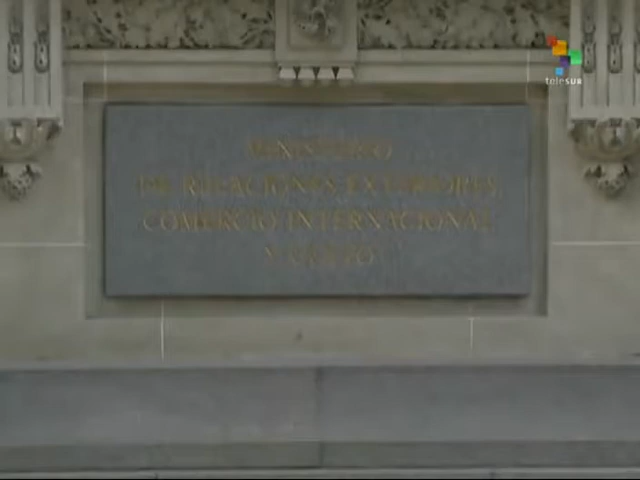 teleSUR
MINISTERIO
DE RELACIONES EXTERIORES,
COMERCIO INTERNACIONAL
Y CULTO